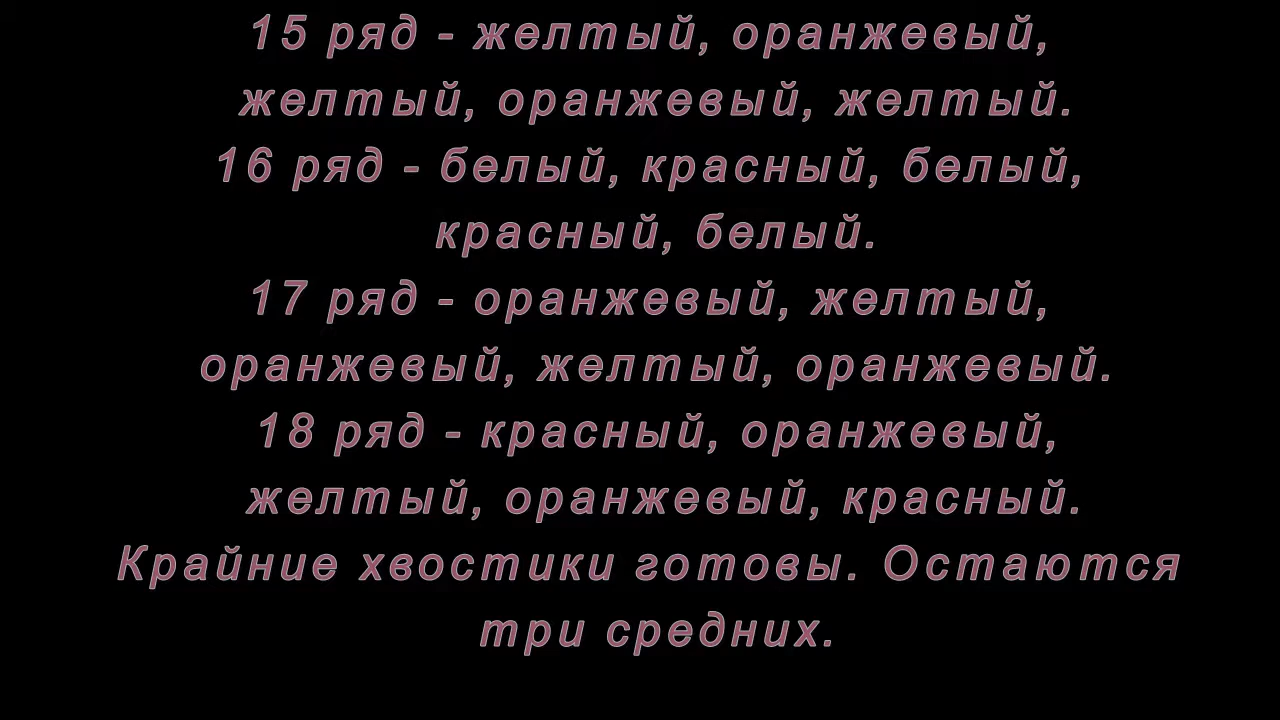 15 ряд - желтый, оранжевый,
желтый, оранжевый, желтый.
16 ряд - белый, красный, белый,
красный, белый.
17 ряд - оранжевый, желтый,
оранжевый, желтый, оранжевый.
18 ряд - красный, оранжевый,
желтый, оранжевый, красный.
Крайние хвостики готовы. Остаются
три средних.